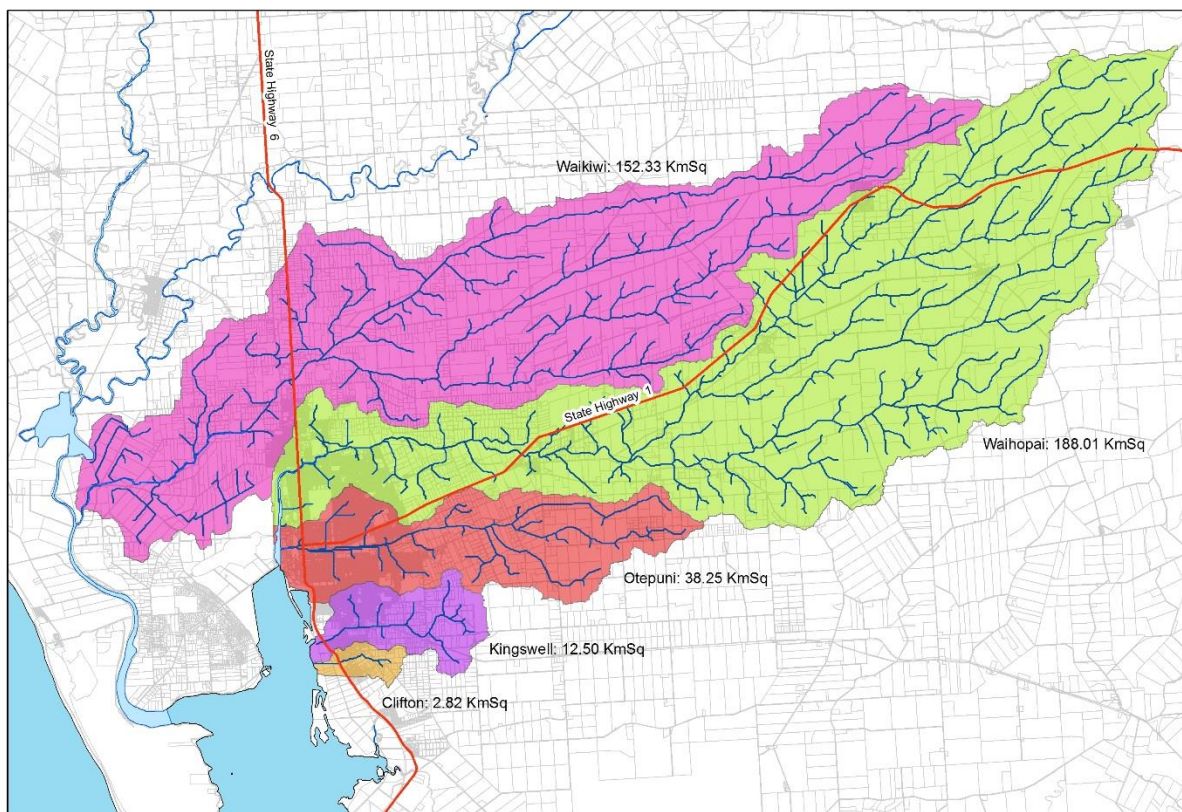 State Highway 6
Waikiwi: 152.33 KmSq
State Highway 1
Waihopai: 188.01 KmSq
Otepuni: 38.25 KmSq
Kingswell: 12.50 KmSq
Clifton: 2.82 KmSq